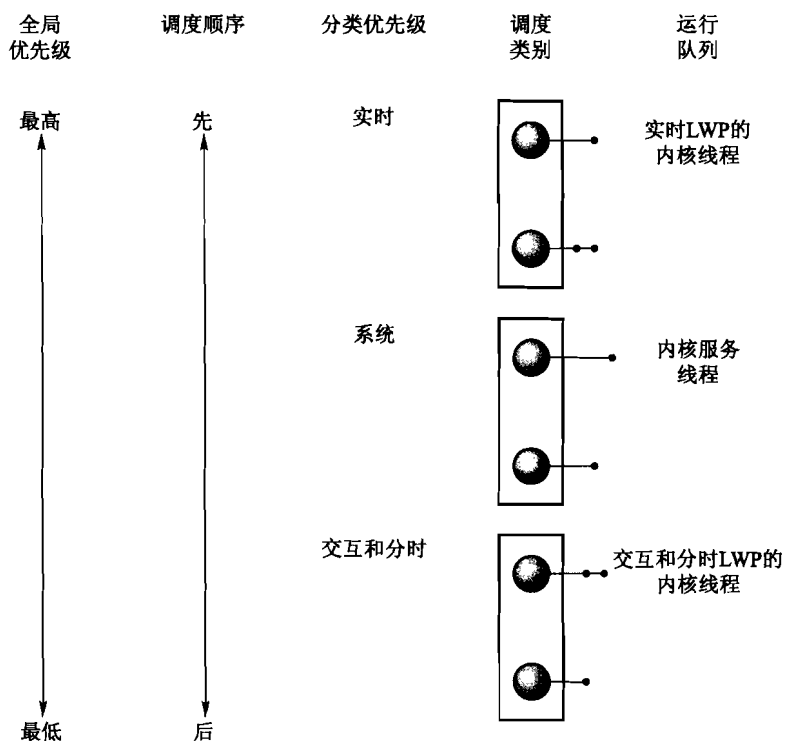 全局
优先级
调度顺序
分类优先级
调度
类别
运行
队列
最高
先
实时
实时LWP的
内核线程
系统
内核服务
线程
交互和分时
交互和分时LWP的
内核线程
最低
后